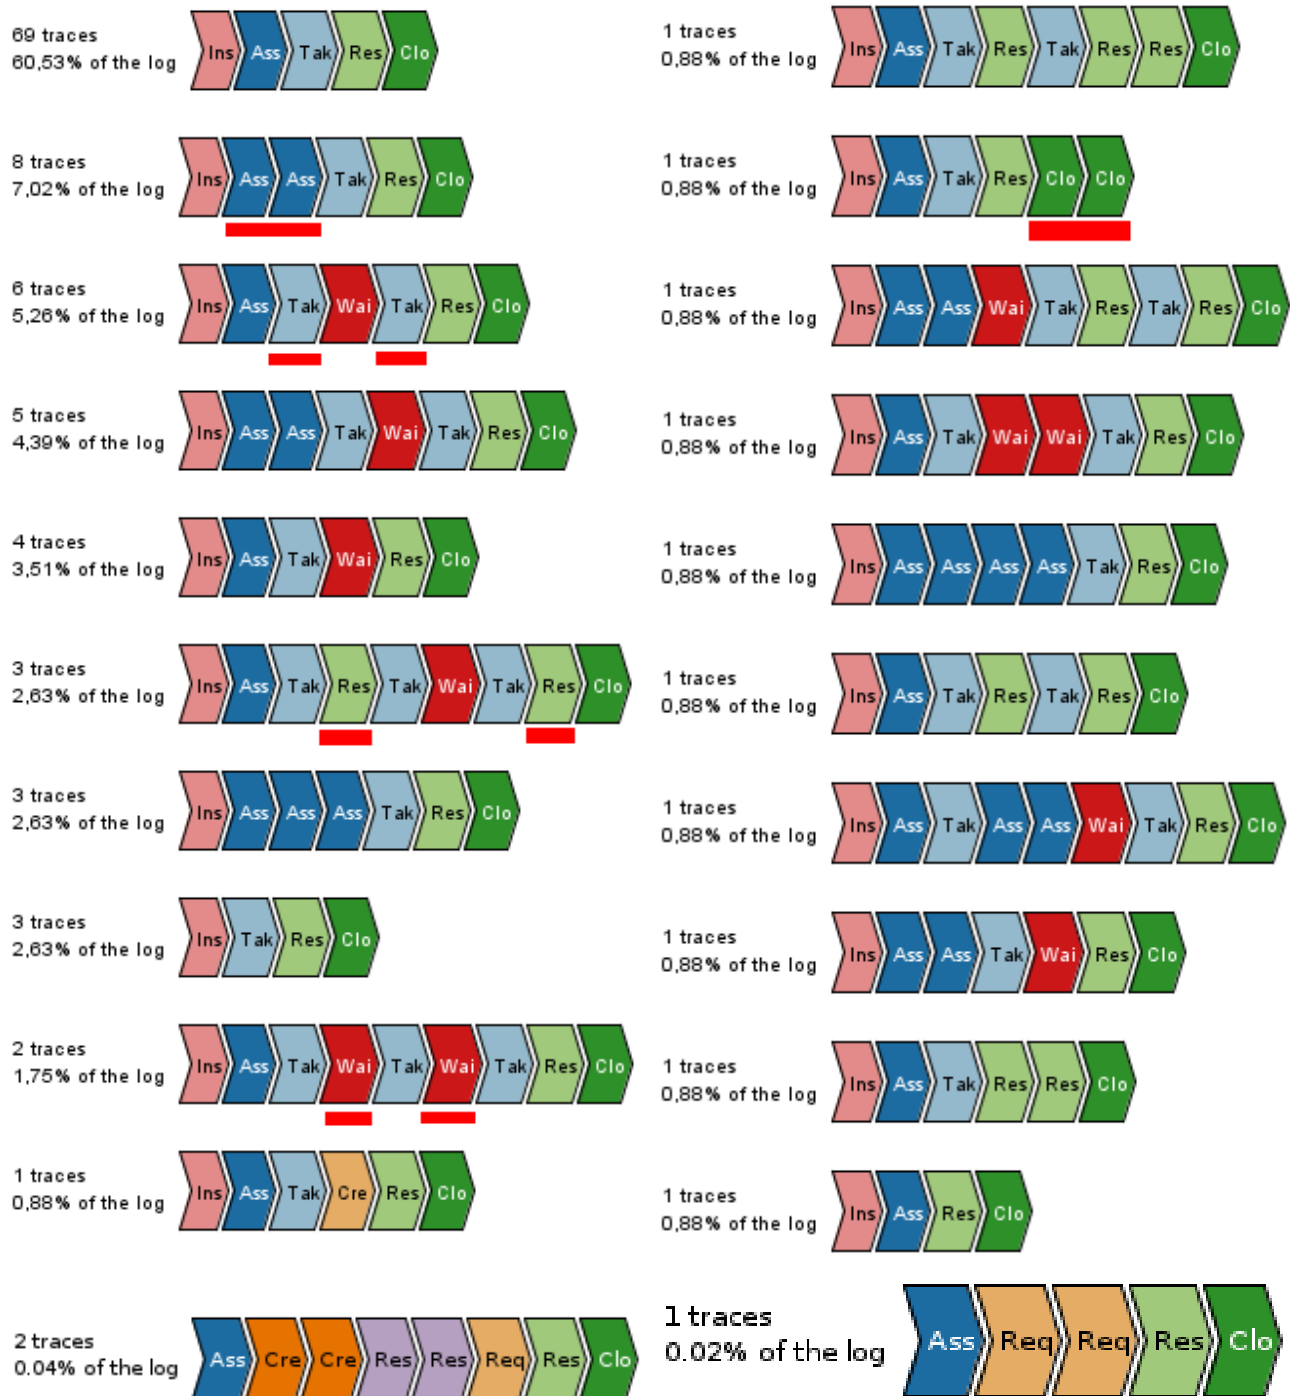 69 traces
60,53% of the log
Ins Ass Tak Res Clo
8 traces
7,02% of the log
Ins Ass Ass Tak Res Clo
6 traces
5,26% of the log
Ins Ass Tak Wai Tak Res Clo
5 traces
4,39% of the log
Ins Ass Ass Tak Wai Tak Res Clo
4 traces
3,51% of the log
Ins Ass Tak Wai Res Clo
3 traces
2,63% of the log
Ins Ass Tak Res Tak Wai Tak Res Clo
3 traces
2,63% of the log
Ins Ass Ass Ass Tak Res Clo
3 traces
2,63% of the log
Ins Tak Res Clo
2 traces
1,75% of the log
Ins Ass Tak Wai Tak Wai Tak Res Clo
1 traces
0,88% of the log
Ins Ass Tak Cre Res Clo
2 traces
0.04% of the log
Ass Cre Cre Res Res Req Res Clo
1 traces
0,88% of the log
Ins Ass Tak Res Tak Res Res Clo
1 traces
0,88% of the log
Ins Ass Tak Res Clo Clo
1 traces
0,88% of the log
Ins Ass Ass Wai Tak Res Tak Res Clo
1 traces
0,88% of the log
Ins Ass Tak Wai Wai Tak Res Clo
1 traces
0,88% of the log
Ins Ass Ass Ass Ass Tak Res Clo
1 traces
0,88% of the log
Ins Ass Tak Res Tak Res Clo
1 traces
0,88% of the log
Ins Ass Tak Ass Ass Wai Tak Res Clo
1 traces
0,88% of the log
Ins Ass Ass Tak Wai Res Clo
1 traces
0,88% of the log
Ins Ass Tak Res Res Clo
1 traces
0,88% of the log
Ins Ass Res Clo
1 traces
0.02% of the log
Ass Req Req Res Clo